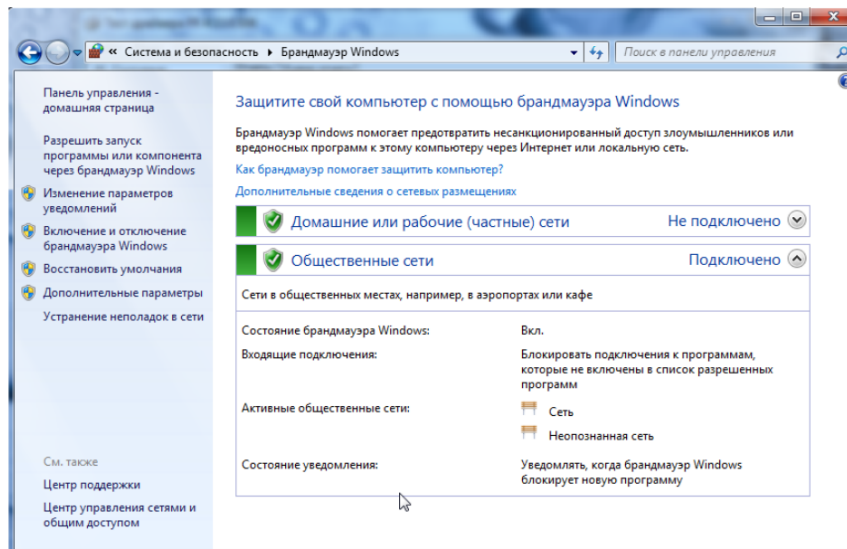 « Система и безопасность ▸ Брандмауэр Windows
Поиск в панели управления
Панель управления -
домашняя страница
Разрешить запуск
программы или компонента
через брандмауэр Windows
Изменение параметров
уведомлений
Включение и отключение
брандмауэра Windows
Восстановить умолчания
Дополнительные параметры
Устранение неполадок в сети
См. также
Центр поддержки
Центр управления сетями и
общим доступом
Защитите свой компьютер с помощью брандмауэра Windows
Брандмауэр Windows помогает предотвратить несанкционированный доступ злоумышленников или
вредоносных программ к этому компьютеру через Интернет или локальную сеть.
Как брандмауэр помогает защитить компьютер?
Дополнительные сведения о сетевых размещениях
Домашние или рабочие (частные) сети Не подключено
Общественные сети Подключено
Сети в общественных местах, например, в аэропортах или кафе
Состояние брандмауэра Windows: Вкл.
Входящие подключения: Блокировать подключения к программам,
которые не включены в список разрешенных
программ
Активные общественные сети: Сеть
Неопознанная сеть
Состояние уведомления: Уведомлять, когда брандмауэр Windows
блокирует новую программу